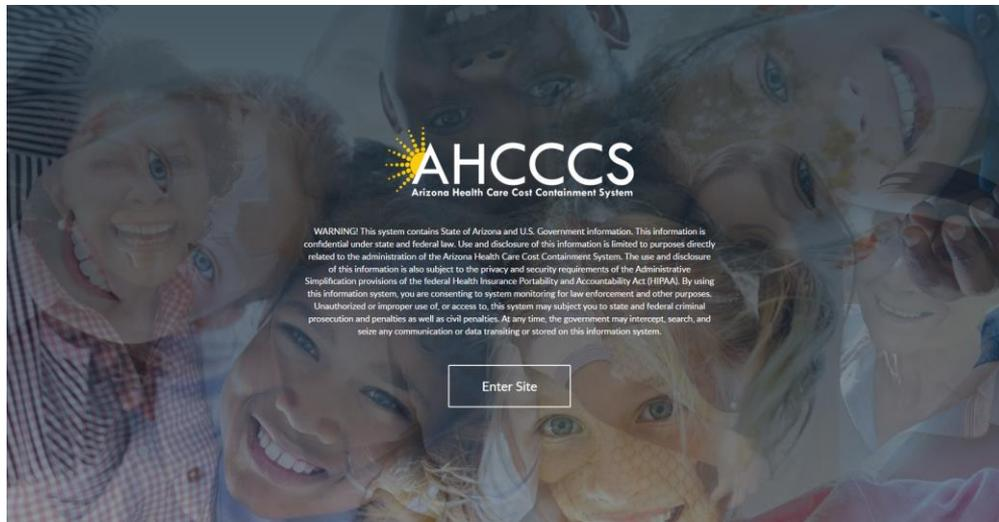 AHCCCS
Arizona Health Care Cost Containment System
WARNING! This system contains State of Arizona and U.S. Government information. This information is
confidential under state and federal law. Use and disclosure of this information is limited to purposes directly
related to the administration of the Arizona Health Care Cost Containment System. The use and disclosure
of this information is also subject to the privacy and security requirements of the Administrative
Simplification provisions of the federal Health Insurance Portability and Accountability Act (HIPAA). By using
this information system, you are consenting to system monitoring for law enforcement and other purposes.
Unauthorized or improper use of, or access to, this system may subject you to state and federal criminal
prosecution and penalties as well as civil penalties. At any time, the government may intercept, search, and
seize any communication or data transiting or stored on this information system.
Enter Site